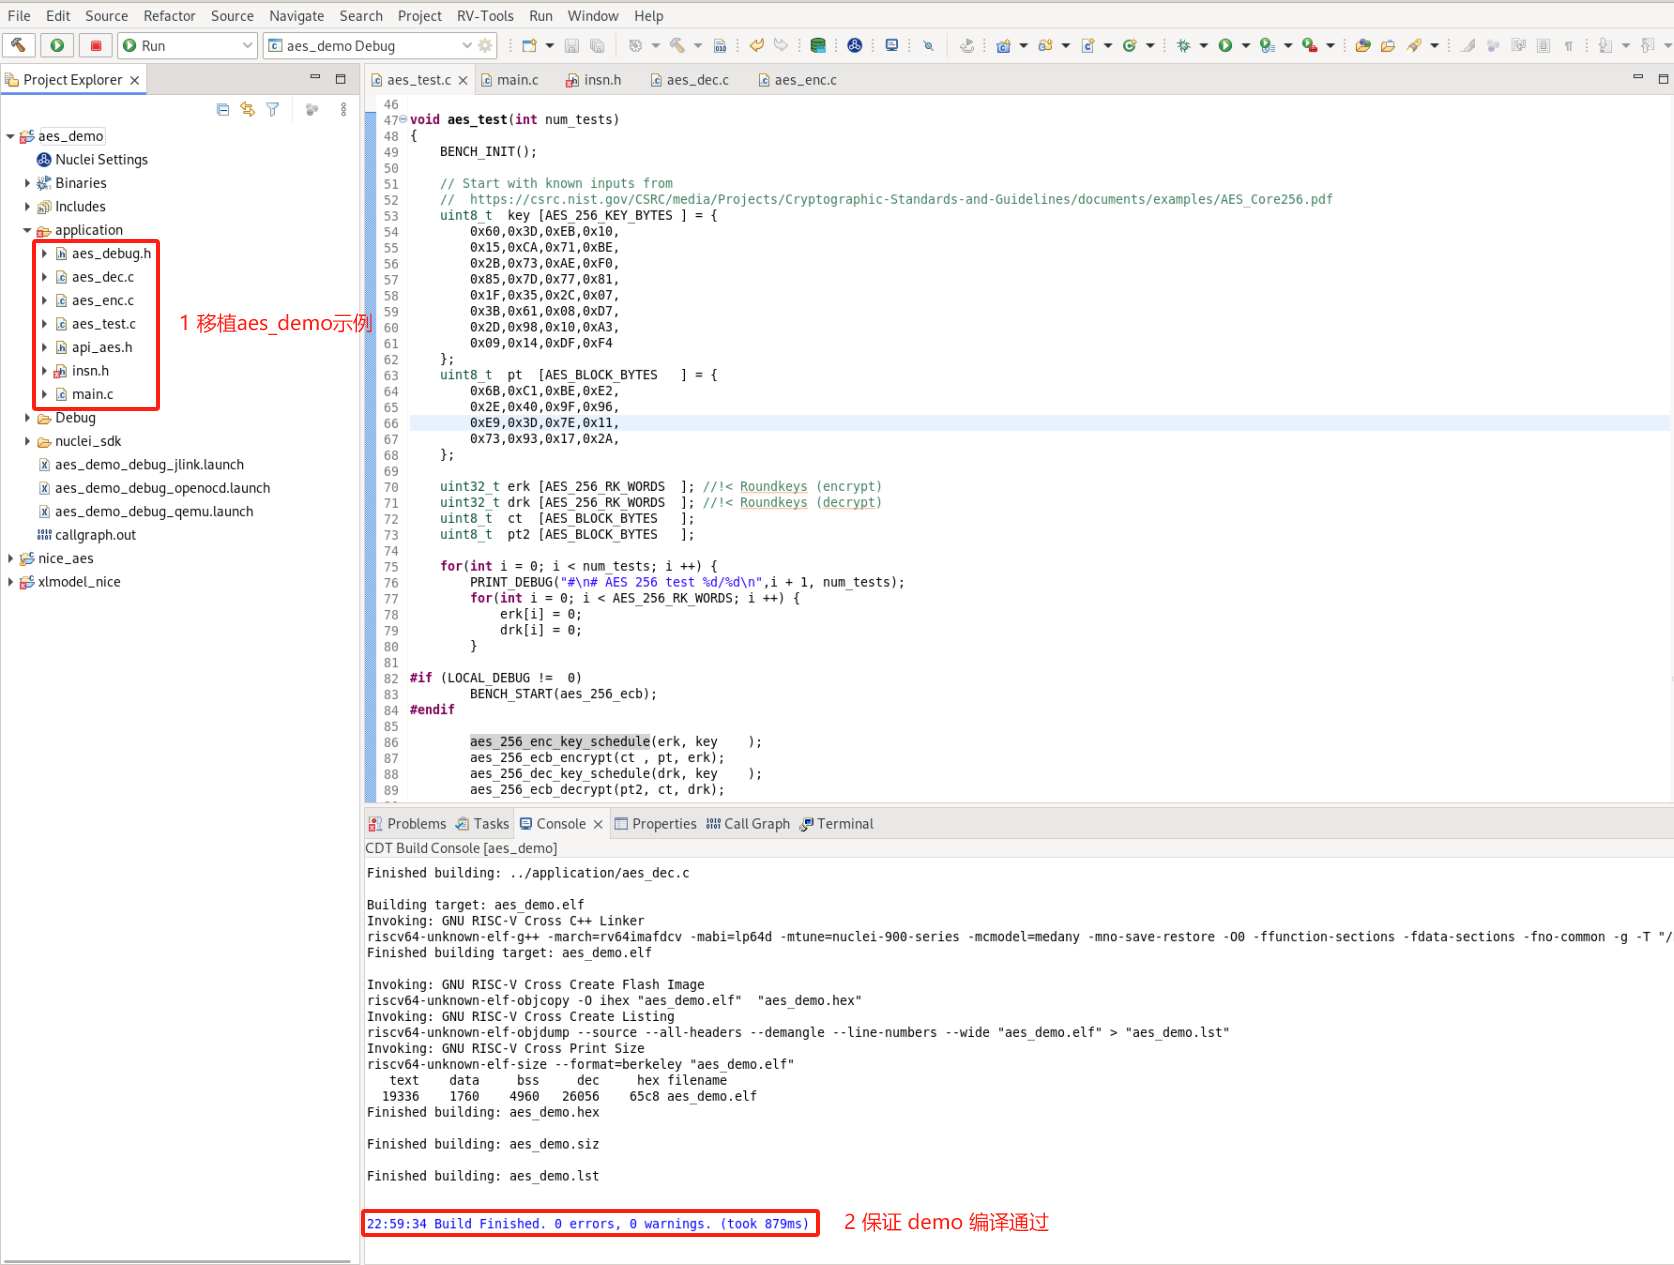 File Edit Source Refactor Source Navigate Search Project RV-Tools Run Window Help
Run aes_demo Debug
Project Explorer
aes_demo
Nuclei Settings
Binaries
Includes
application
aes_debug.h
aes_dec.c
aes_enc.c
aes_test.c
api_aes.h
insn.h
main.c
Debug
nuclei_sdk
aes_demo_debug_jlink.launch
aes_demo_debug_openocd.launch
aes_demo_debug_qemu.launch
callgraph.out
nice_aes
xlmodel_nice
1 移植aes_demo示例
aes_test.c main.c insn.h aes_dec.c aes_enc.c
46
47 void aes_test(int num_tests)
48 {
49 BENCH_INIT();
50
51 // Start with known inputs from
52 // https://csrc.nist.gov/CSRC/media/Projects/Cryptographic-Standards-and-Guidelines/documents/examples/AES_Core256.pdf
53 uint8_t key [AES_256_KEY_BYTES ] = {
54 0x60,0x3D,0xEB,0x10,
55 0x15,0xCA,0x71,0xBE,
56 0x2B,0x73,0xAE,0xF0,
57 0x85,0x7D,0x77,0x81,
58 0x1F,0x35,0x2C,0x07,
59 0x3B,0x61,0x08,0xD7,
60 0x2D,0x98,0x10,0xA3,
61 0x09,0x14,0xDF,0xF4
62 };
63 uint8_t pt [AES_BLOCK_BYTES ] = {
64 0x6B,0xC1,0xBE,0xE2,
65 0x2E,0x40,0x9F,0x96,
66 0xE9,0x3D,0x7E,0x11,
67 0x73,0x93,0x17,0x2A,
68 };
69
70 uint32_t erk [AES_256_RK_WORDS ]; //!< Roundkeys (encrypt)
71 uint32_t drk [AES_256_RK_WORDS ]; //!< Roundkeys (decrypt)
72 uint8_t ct [AES_BLOCK_BYTES ];
73 uint8_t pt2 [AES_BLOCK_BYTES ];
74
75 for(int i = 0; i < num_tests; i ++) {
76 PRINT_DEBUG("#\n# AES 256 test %d/%d\n",i + 1, num_tests);
77 for(int i = 0; i < AES_256_RK_WORDS; i ++) {
78 erk[i] = 0;
79 drk[i] = 0;
80 }
81
82 #if (LOCAL_DEBUG != 0)
83 BENCH_START(aes_256_ecb);
84 #endif
85
86 aes_256_enc_key_schedule(erk, key );
87 aes_256_ecb_encrypt(ct , pt, erk);
88 aes_256_dec_key_schedule(drk, key );
89 aes_256_ecb_decrypt(pt2, ct, drk);
Problems Tasks Console Properties Call Graph Terminal
CDT Build Console [aes_demo]
Finished building: ../application/aes_dec.c
Building target: aes_demo.elf
Invoking: GNU RISC-V Cross C++ Linker
riscv64-unknown-elf-g++ -march=rv64imafdcv -mabi=lp64d -mtune=nuclei-900-series -mcmodel=medany -mno-save-restore -O0 -ffunction-sections -fdata-sections -fno-common -g -T "/
Finished building target: aes_demo.elf
Invoking: GNU RISC-V Cross Create Flash Image
riscv64-unknown-elf-objcopy -O ihex "aes_demo.elf" "aes_demo.hex"
Invoking: GNU RISC-V Cross Create Listing
riscv64-unknown-elf-objdump --source --all-headers --demangle --line-numbers --wide "aes_demo.elf" > "aes_demo.lst"
Invoking: GNU RISC-V Cross Print Size
riscv64-unknown-elf-size --format=berkeley "aes_demo.elf"
text data bss dec hex filename
19336 1760 4960 26056 65c8 aes_demo.elf
Finished building: aes_demo.hex
Finished building: aes_demo.siz
Finished building: aes_demo.lst
22:59:34 Build Finished. 0 errors, 0 warnings. (took 879ms)
2 保证 demo 编译通过